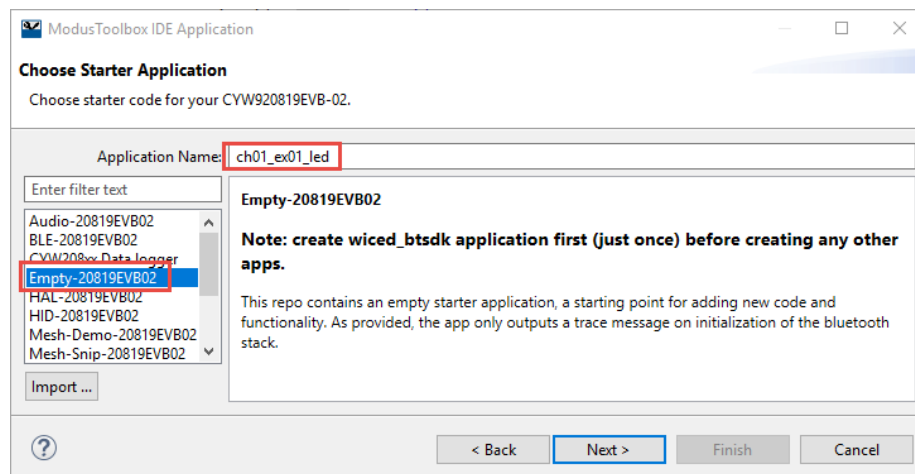 ModusToolbox IDE Application
Choose Starter Application
Choose starter code for your CYW920819EVB-02.
Application Name: ch01_ex01_led
Enter filter text
Audio-20819EVB02
BLE-20819EVB02
CYW208xx Data logger
Empty-20819EVB02
HAL-20819EVB02
HID-20819EVB02
Mesh-Demo-20819EVB02
Mesh-Snip-20819EVB02
Import ...
Empty-20819EVB02
Note: create wiced_btsdk application first (just once) before creating any other
apps.
This repo contains an empty starter application, a starting point for adding new code and
functionality. As provided, the app only outputs a trace message on initialization of the bluetooth
stack.
?
< Back
Next >
Finish
Cancel